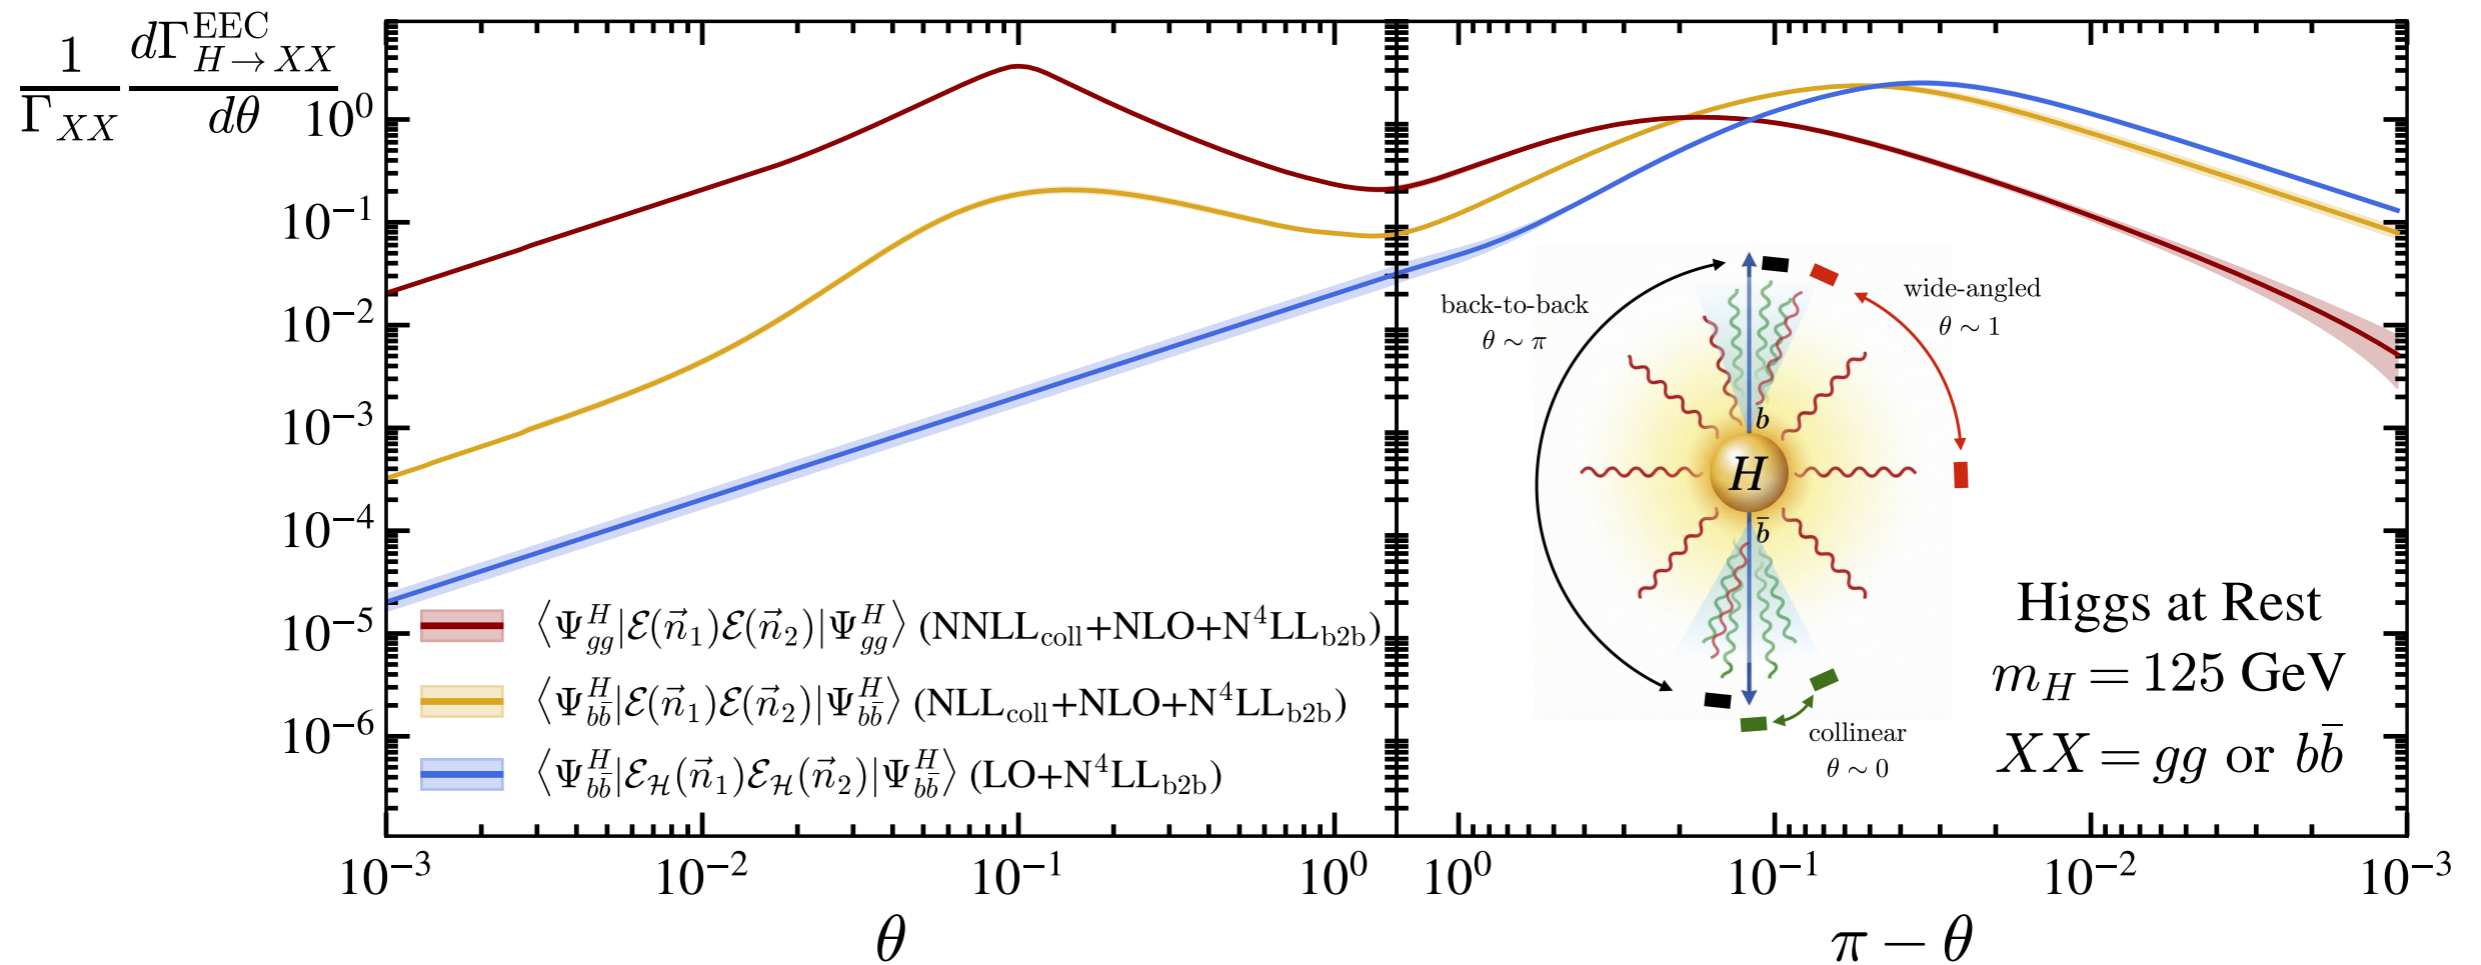 1/Γ_XX dΓ^EEC_{H→XX}/dθ
10^0
10^−1
10^−2
10^−3
10^−4
10^−5
10^−6
back-to-back
θ ∼ π
wide-angled
θ ∼ 1
b
H
b̄
collinear
θ ∼ 0
⟨Ψ^H_gg|ℰ(n⃗_1)ℰ(n⃗_2)|Ψ^H_gg⟩ (NNLL_coll+NLO+N^4LL_b2b)
⟨Ψ^H_bb̄|ℰ(n⃗_1)ℰ(n⃗_2)|Ψ^H_bb̄⟩ (NLL_coll+NLO+N^4LL_b2b)
⟨Ψ^H_bb̄|ℰ_ℋ(n⃗_1)ℰ_ℋ(n⃗_2)|Ψ^H_bb̄⟩ (LO+N^4LL_b2b)
Higgs at Rest
m_H = 125 GeV
XX = gg or bb̄
10^−3 10^−2 10^−1 10^0 10^0 10^−1 10^−2 10^−3
θ π − θ